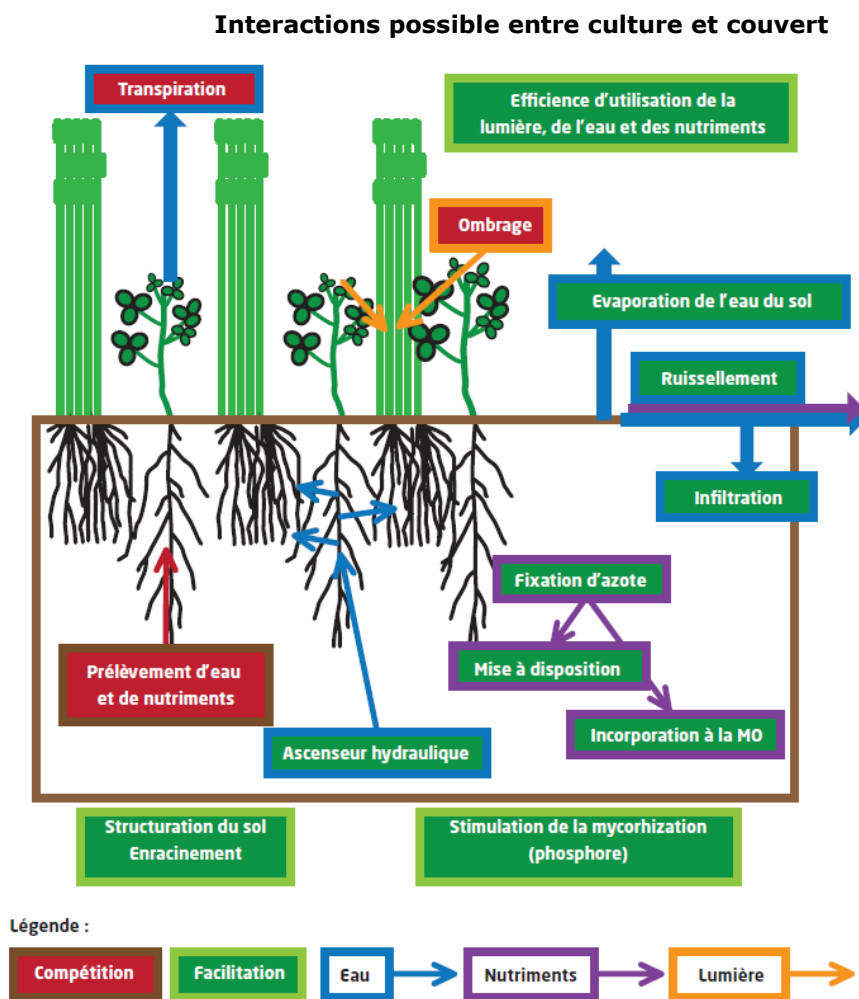 Interactions possible entre culture et couvert
Transpiration
Efficience d'utilisation de la
lumière, de l'eau et des nutriments
Ombrage
Evaporation de l'eau du sol
Ruissellement
Infiltration
Fixation d'azote
Prélèvement d'eau
et de nutriments
Mise à disposition
Ascenseur hydraulique
Incorporation à la MO
Structuration du sol
Enracinement
Stimulation de la mycorhization
(phosphore)
Légende :
Compétition
Facilitation
Eau
Nutriments
Lumière